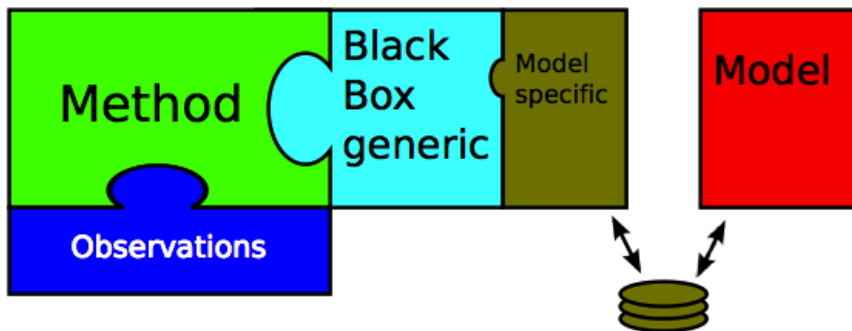 Method
Black
Box
generic
Model
specific
Model
Observations